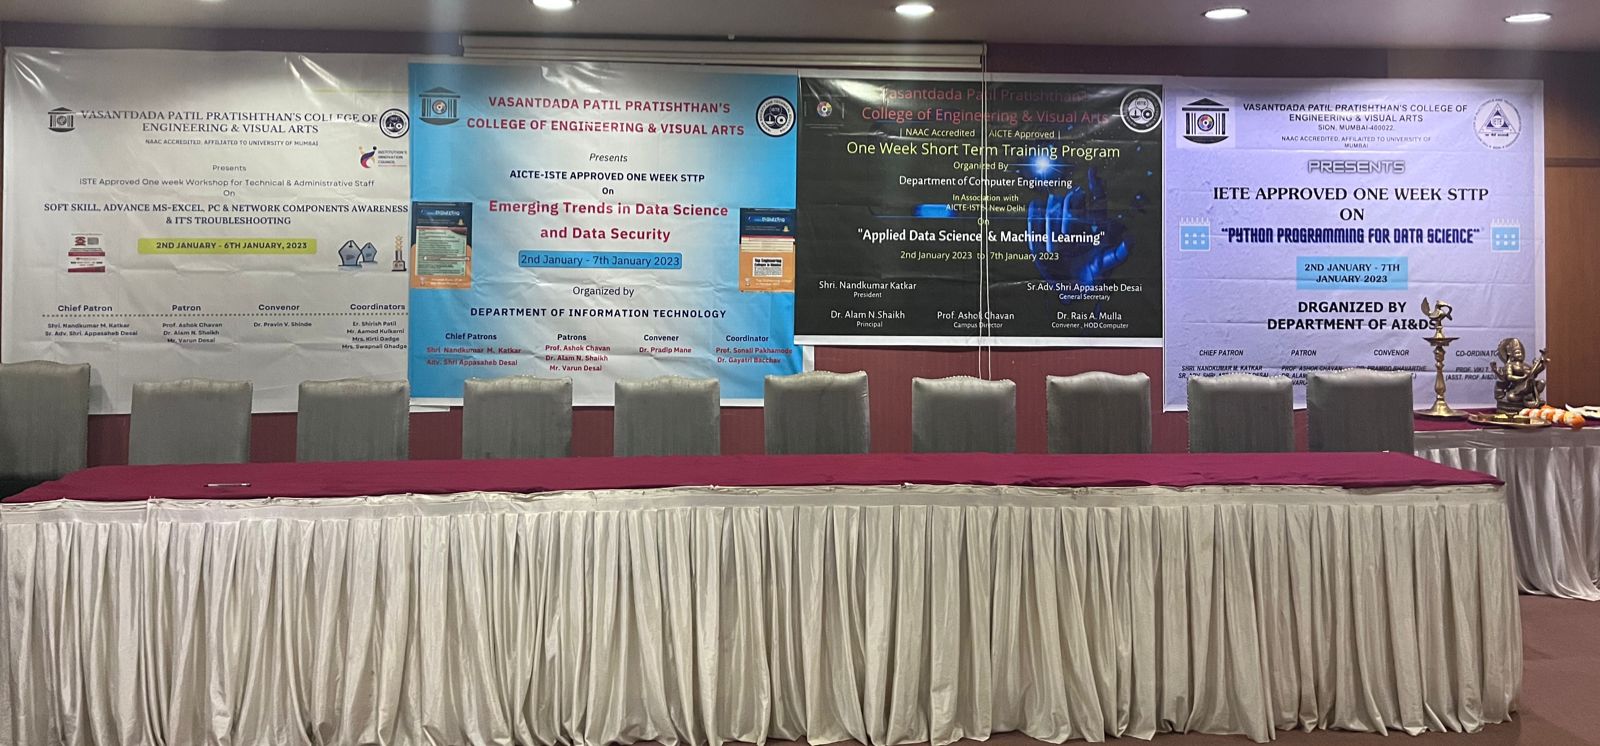 VASANTDADA PATIL PRATISHTHAN'S COLLEGE OF
ENGINEERING & VISUAL ARTS
NAAC ACCREDITED, AFFILIATED TO UNIVERSITY OF MUMBAI
INSTITUTION'S
INNOVATION
COUNCIL
Presents
ISTE Approved One week Workshop for Technical & Administrative Staff
On
SOFT SKILL, ADVANCE MS-EXCEL, PC & NETWORK COMPONENTS AWARENESS
& IT'S TROUBLESHOOTING
2ND JANUARY - 6TH JANUARY, 2023
Chief Patron
Shri. Nandkumar M. Katkar
Sr. Adv. Shri. Appasaheb Desai
Patron
Prof. Ashok Chavan
Dr. Alam N. Shaikh
Mr. Varun Desai
Convenor
Dr. Pravin V. Shinde
Coordinators
Er. Shirish Patil
Mr. Aamod Kulkarni
Mrs. Kirti Gadge
Mrs. Swapnali Ghadge
VASANTDADA PATIL PRATISHTHAN'S
COLLEGE OF ENGINEERING & VISUAL ARTS
Presents
AICTE-ISTE APPROVED ONE WEEK STTP
On
Emerging Trends in Data Science
and Data Security
2nd January - 7th January 2023
Organized by
DEPARTMENT OF INFORMATION TECHNOLOGY
Chief Patrons
Shri Nandkumar M. Katkar
Adv. Shri Appasaheb Desai
Patrons
Prof. Ashok Chavan
Dr. Alam N. Shaikh
Mr. Varun Desai
Convener
Dr. Pradip Mane
Coordinator
Prof. Sonali Pakhamode
Dr. Gayatri Bacchav
Vasantdada Patil Pratishthan's
College of Engineering & Visual Arts
| NAAC Accredited | AICTE Approved |
One Week Short Term Training Program
Organized By
Department of Computer Engineering
In Association with
AICTE-ISTE New Delhi
On
"Applied Data Science & Machine Learning"
2nd January 2023 to 7th January 2023
Shri. Nandkumar Katkar
President
Sr.Adv.Shri.Appasaheb Desai
General Secretary
Dr. Alam N.Shaikh
Principal
Prof. Ashok Chavan
Campus Director
Dr. Rais A. Mulla
Convener, HOD Computer
VASANTDADA PATIL PRATISHTHAN'S COLLEGE OF
ENGINEERING & VISUAL ARTS
SION, MUMBAI-400022.
NAAC ACCREDITED, AFFILAITED TO UNIVERSITY OF
MUMBAI
PRESENTS
IETE APPROVED ONE WEEK STTP
ON
"PYTHON PROGRAMMING FOR DATA SCIENCE"
2ND JANUARY - 7TH
JANUARY 2023
DRGANIZED BY
DEPARTMENT OF AI&DS
CHIEF PATRON
SHRI. NANDKUMAR M. KATKAR
PATRON
PROF. ASHOK CHAVAN
CONVENOR